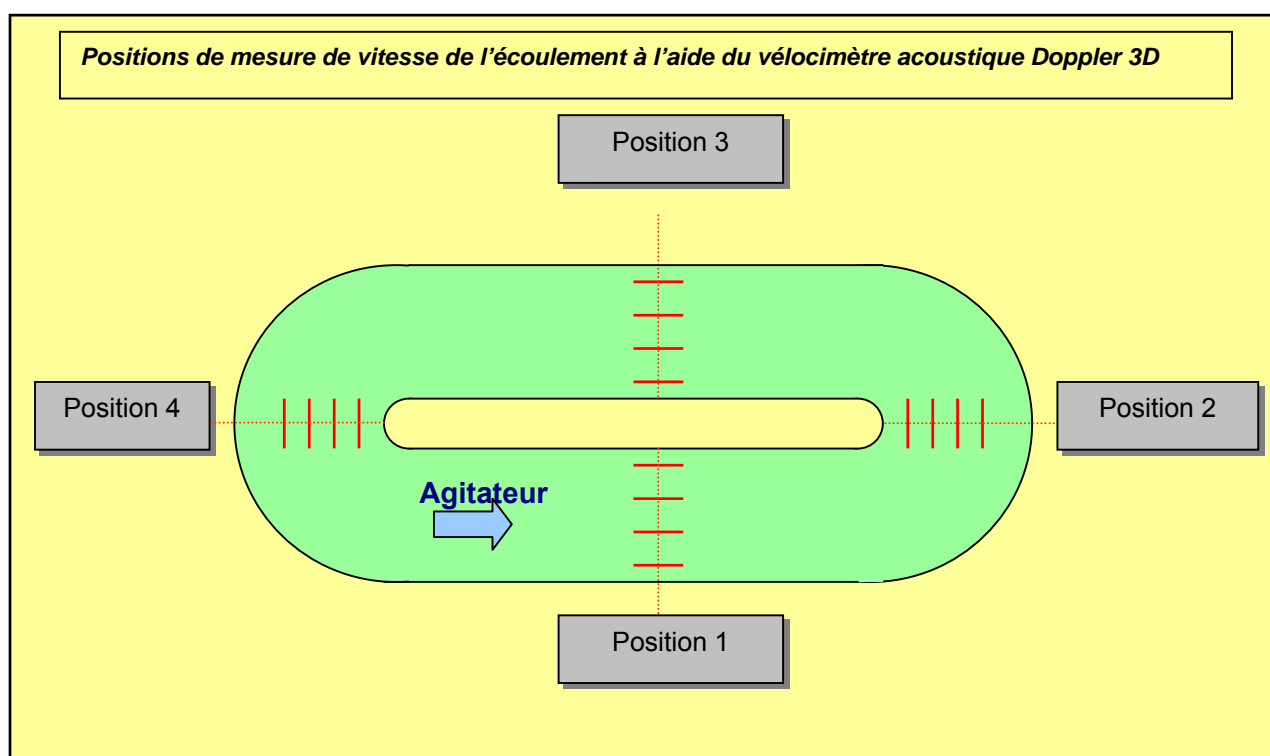 Positions de mesure de vitesse de l’écoulement à l’aide du vélocimètre acoustique Doppler 3D
Position 3
Position 4
Position 2
Agitateur
Position 1